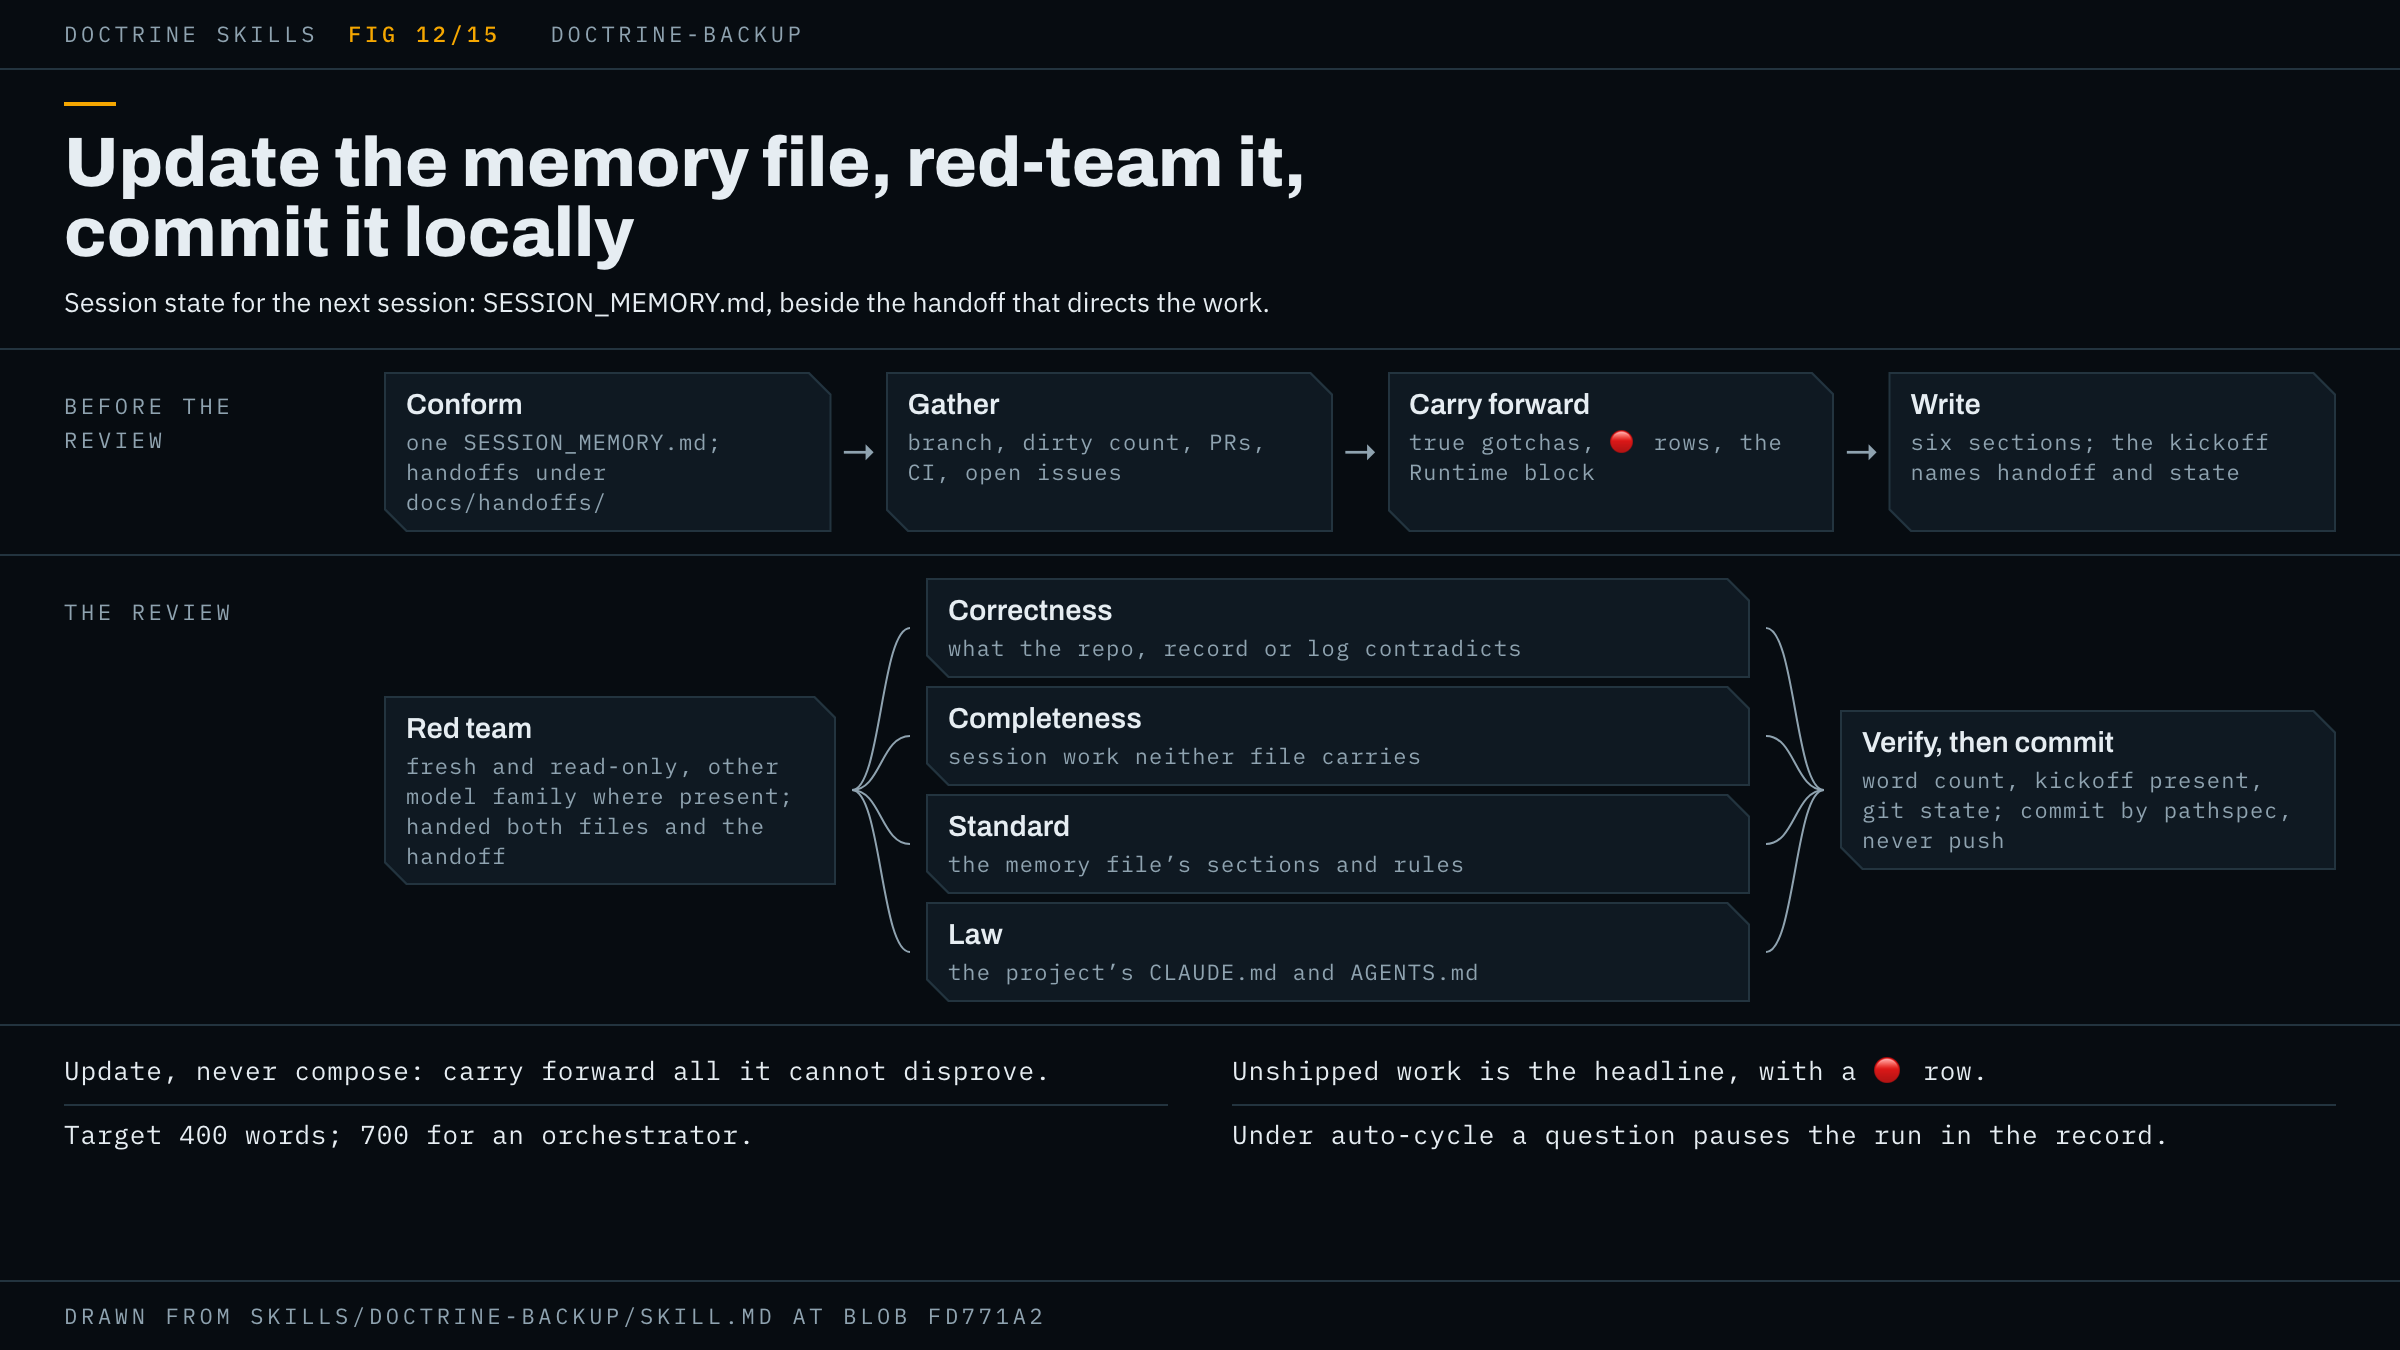 DOCTRINE SKILLS FIG 12/15 DOCTRINE-BACKUP
Update the memory file, red-team it,
commit it locally
Session state for the next session: SESSION_MEMORY.md, beside the handoff that directs the work.
BEFORE THE
REVIEW
Conform
one SESSION_MEMORY.md;
handoffs under
docs/handoffs/
Gather
branch, dirty count, PRs,
CI, open issues
Carry forward
true gotchas, 🔴 rows, the
Runtime block
Write
six sections; the kickoff
names handoff and state
THE REVIEW
Red team
fresh and read-only, other
model family where present;
handed both files and the
handoff
Correctness
what the repo, record or log contradicts
Completeness
session work neither file carries
Standard
the memory file’s sections and rules
Law
the project’s CLAUDE.md and AGENTS.md
Verify, then commit
word count, kickoff present,
git state; commit by pathspec,
never push
Update, never compose: carry forward all it cannot disprove.
Target 400 words; 700 for an orchestrator.
Unshipped work is the headline, with a 🔴 row.
Under auto-cycle a question pauses the run in the record.
DRAWN FROM SKILLS/DOCTRINE-BACKUP/SKILL.MD AT BLOB FD771A2